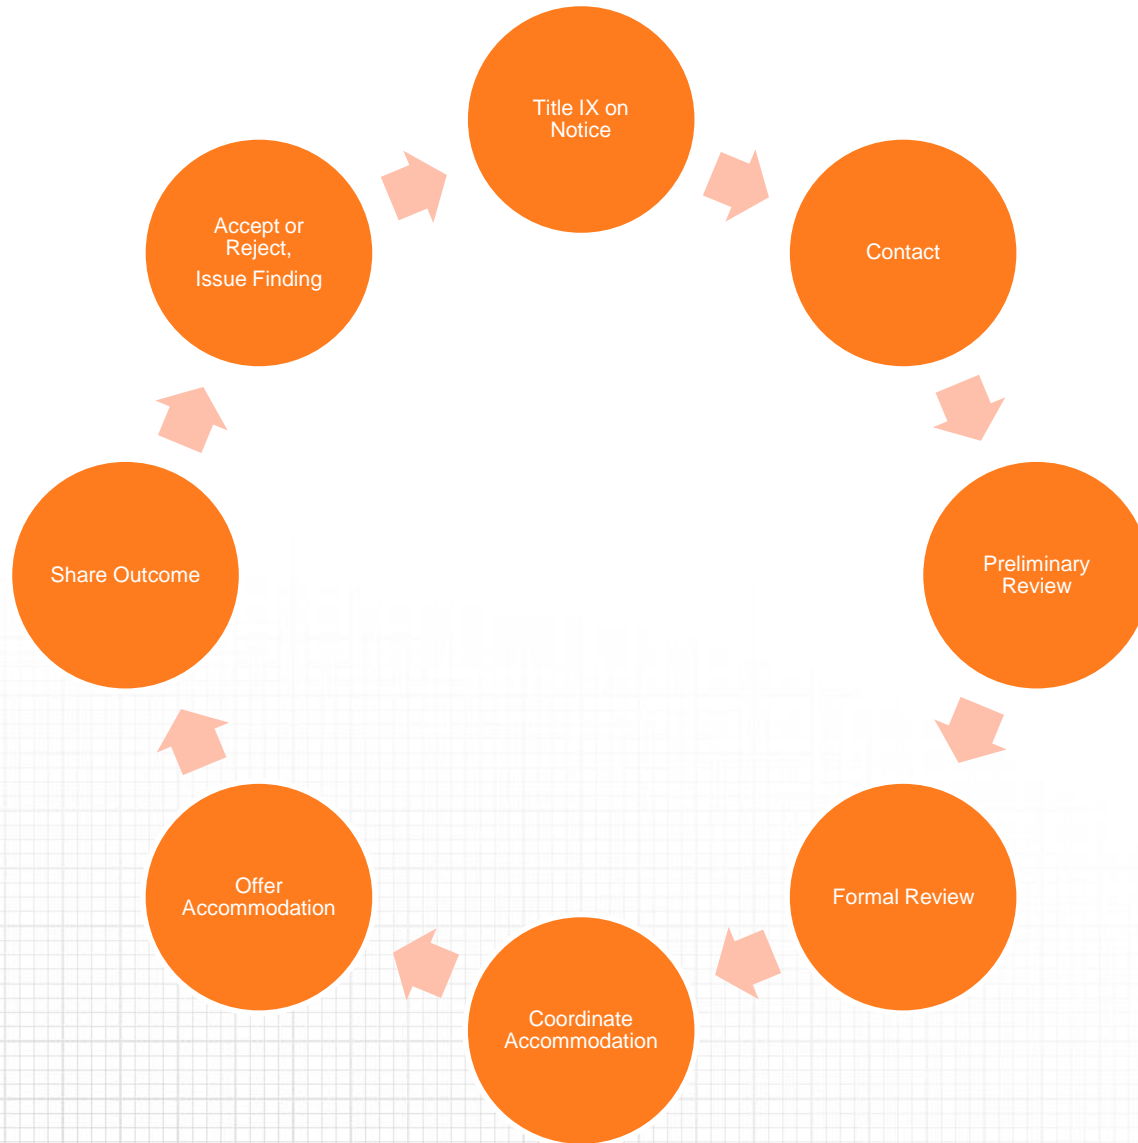 Title IX on
Notice
Contact
Preliminary
Review
Formal Review
Coordinate
Accommodation
Offer
Accommodation
Share Outcome
Accept or
Reject,
Issue Finding